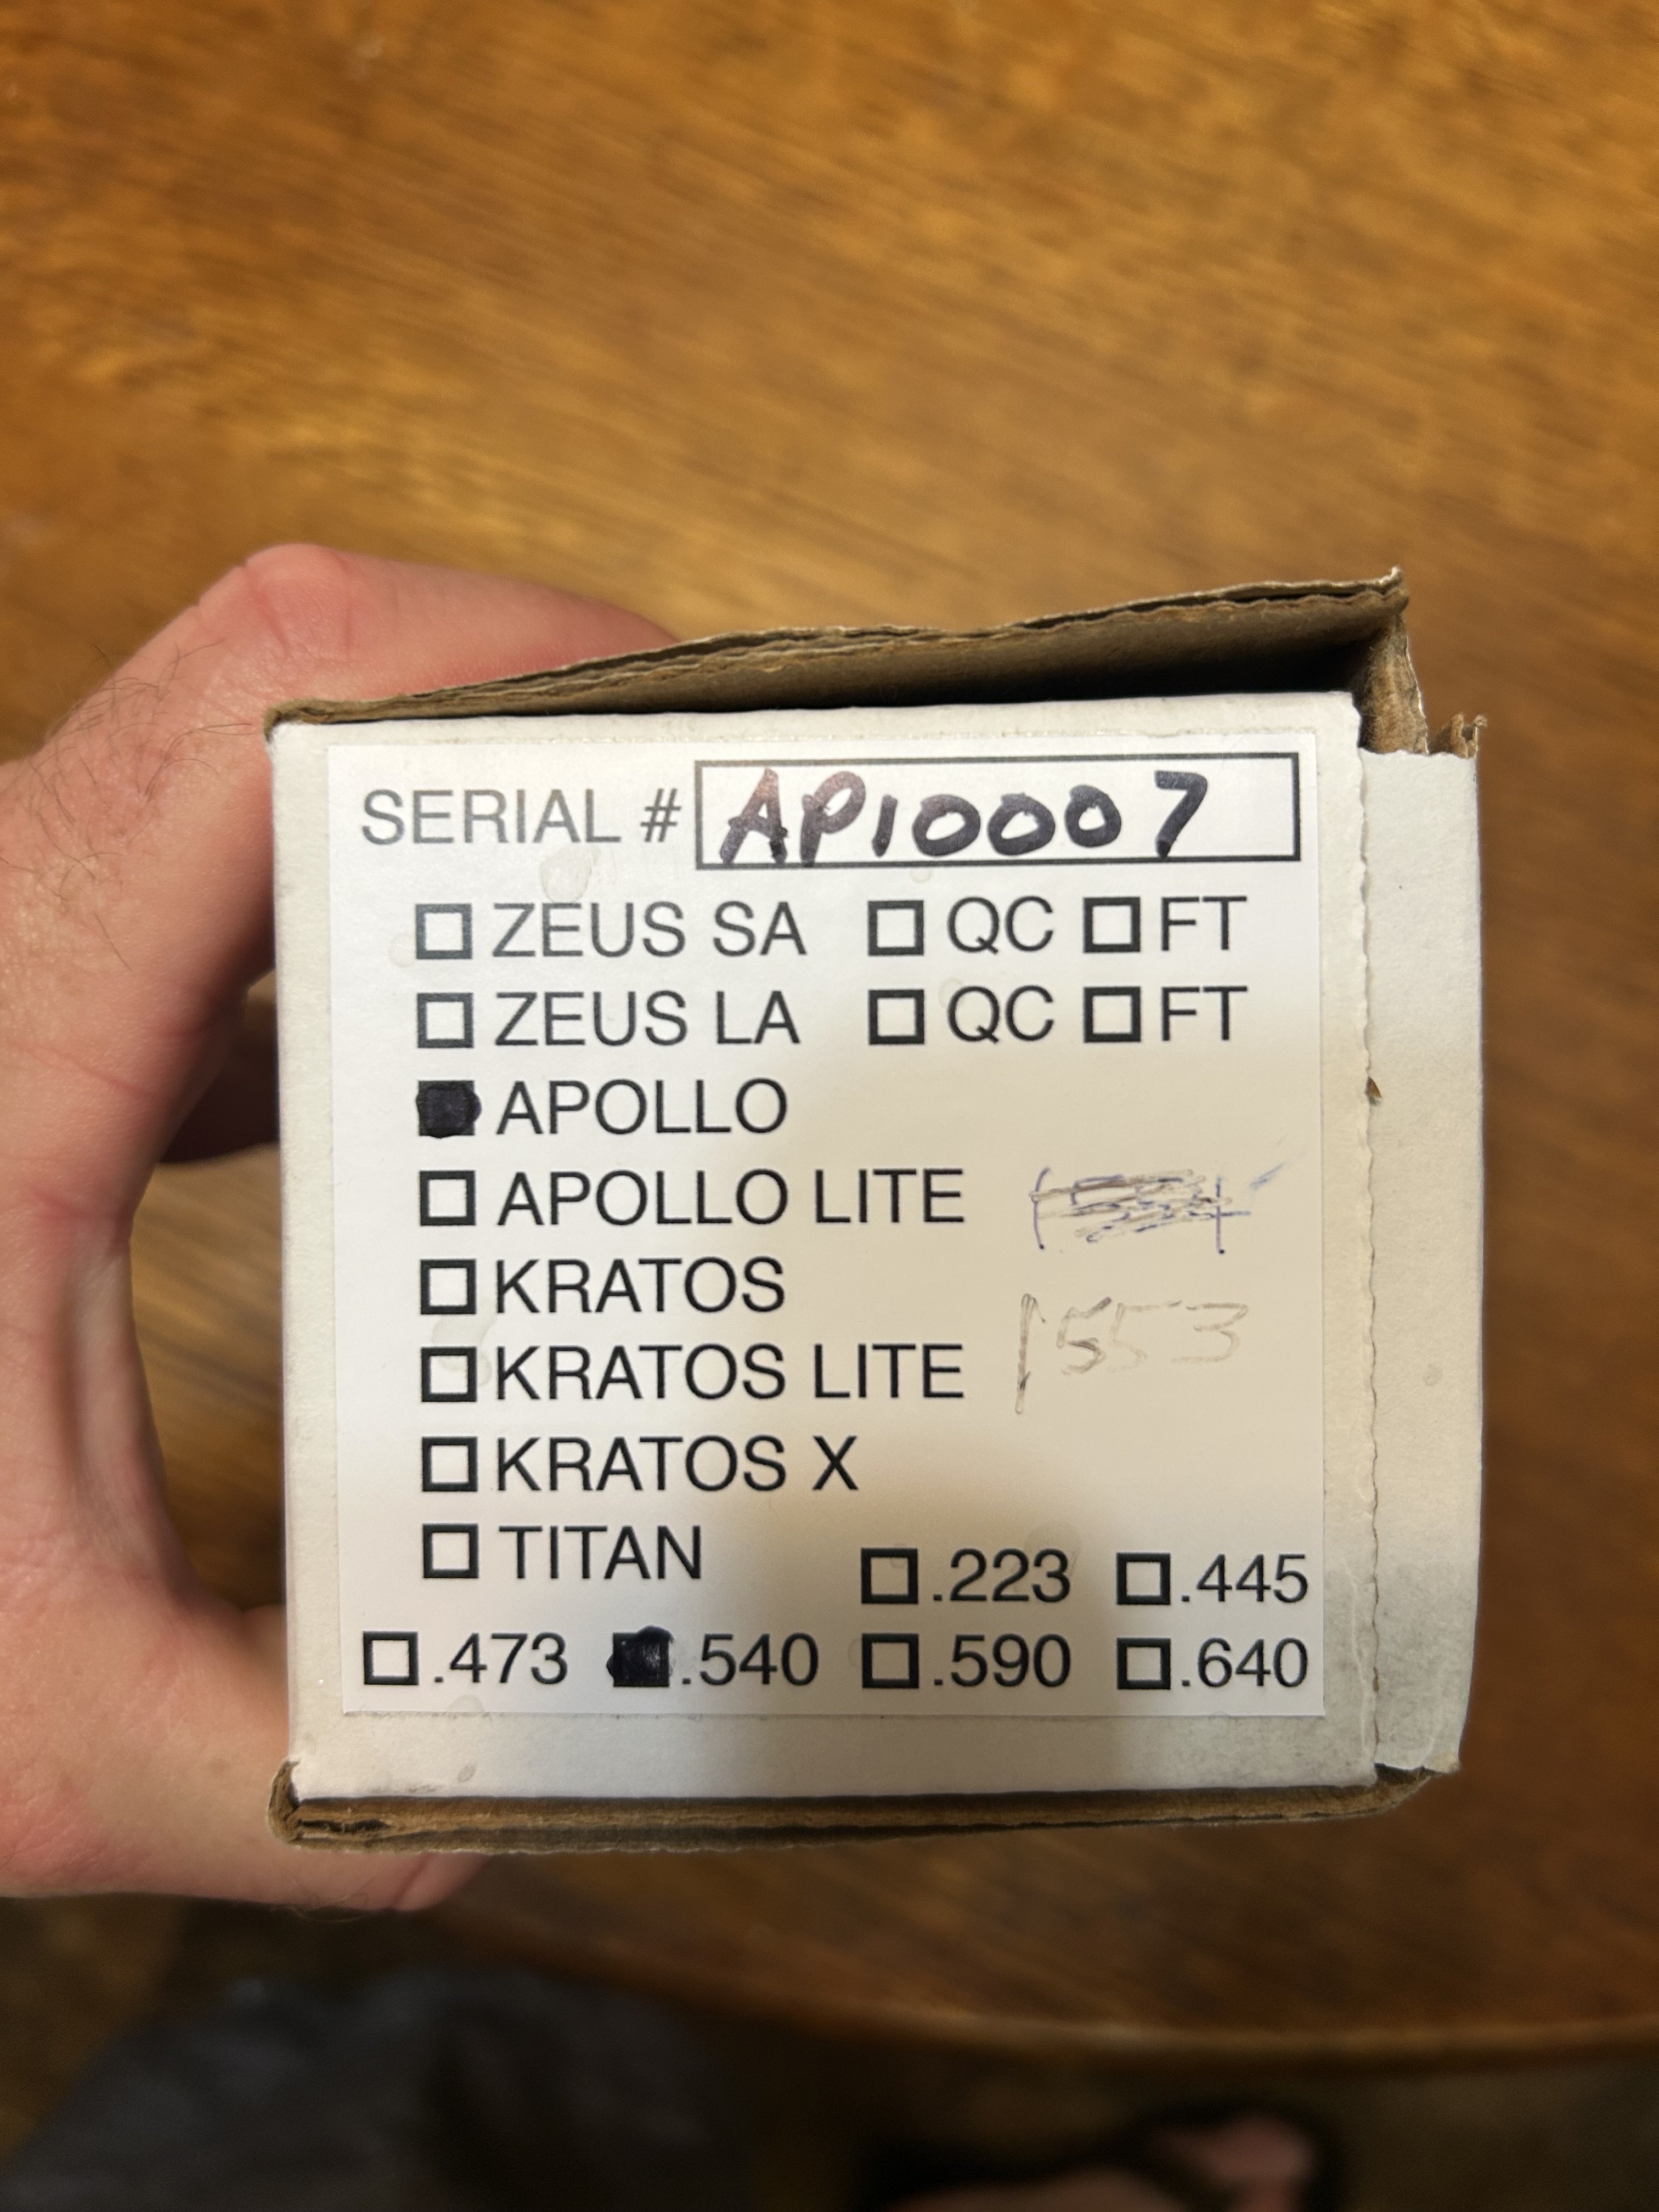 SERIAL # AP10007
ZEUS SA QC FT
ZEUS LA QC FT
APOLLO
APOLLO LITE
KRATOS
1553
KRATOS LITE
KRATOS X
TITAN .223 .445
.473 .540 .590 .640